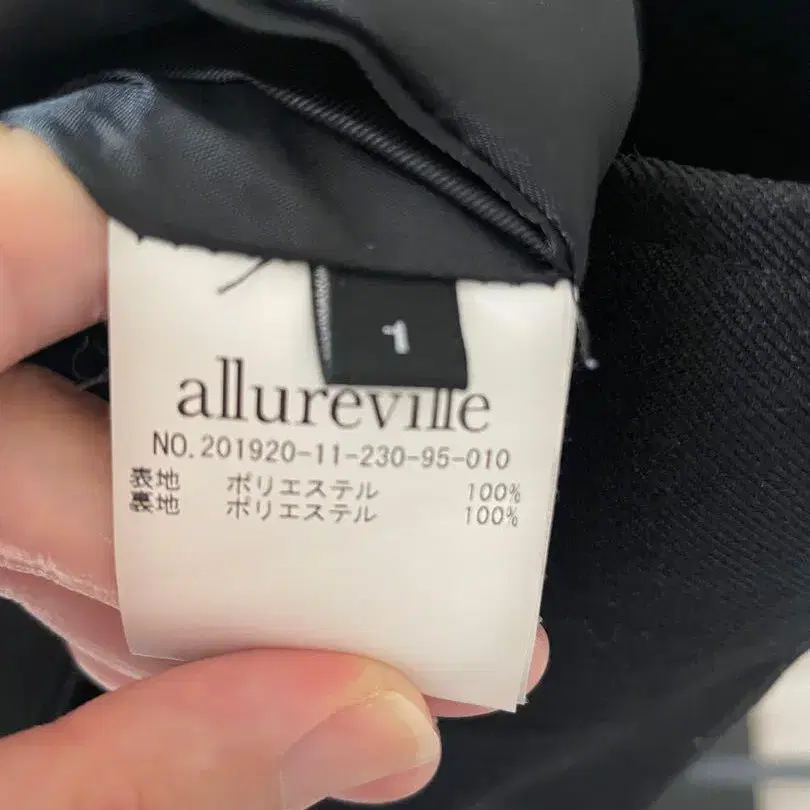 1
allureville
NO.201920-11-230-95-010
表地 ポリエステル 100%
裏地 ポリエステル 100%